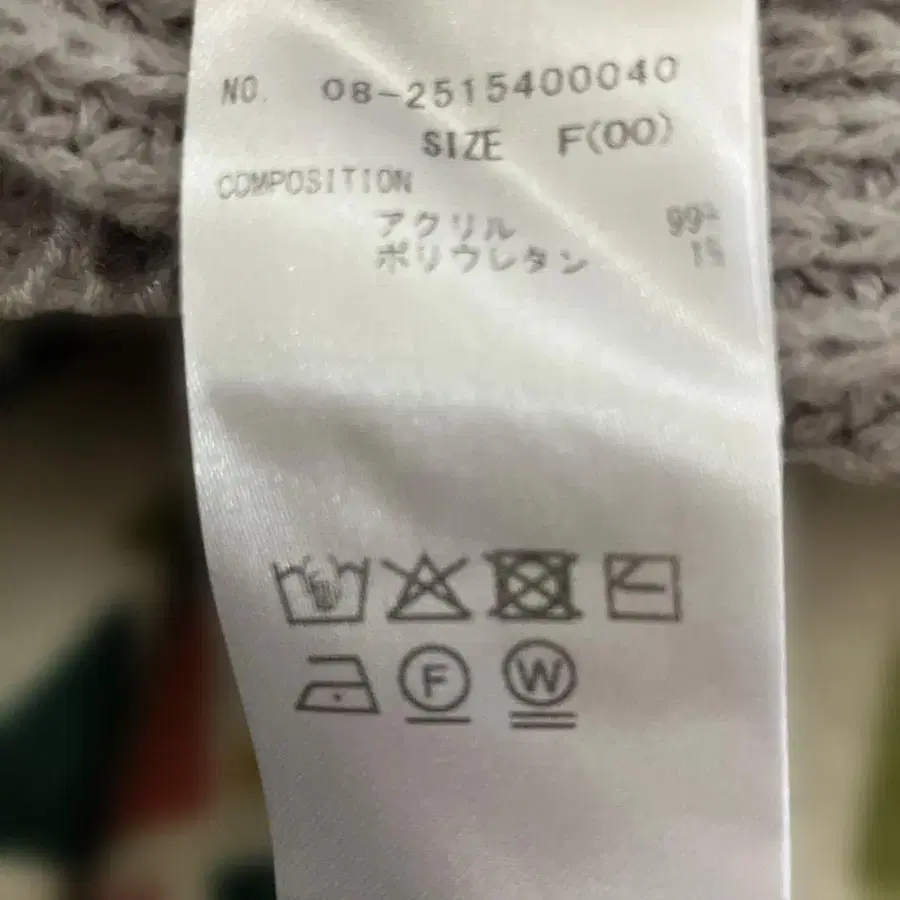 NO. 08-2515400040
SIZE F(00)
COMPOSITION
アクリル 99%
ポリウレタン 1%
F
W